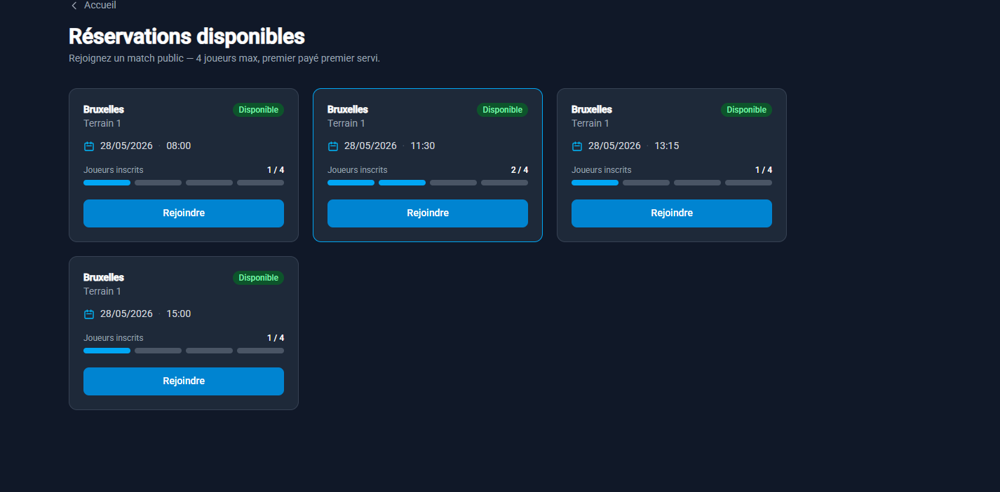 Accueil
Réservations disponibles
Rejoignez un match public — 4 joueurs max, premier payé premier servi.
Bruxelles Disponible
Terrain 1
28/05/2026 · 08:00
Joueurs inscrits 1 / 4
Rejoindre
Bruxelles Disponible
Terrain 1
28/05/2026 · 11:30
Joueurs inscrits 2 / 4
Rejoindre
Bruxelles Disponible
Terrain 1
28/05/2026 · 13:15
Joueurs inscrits 1 / 4
Rejoindre
Bruxelles Disponible
Terrain 1
28/05/2026 · 15:00
Joueurs inscrits 1 / 4
Rejoindre